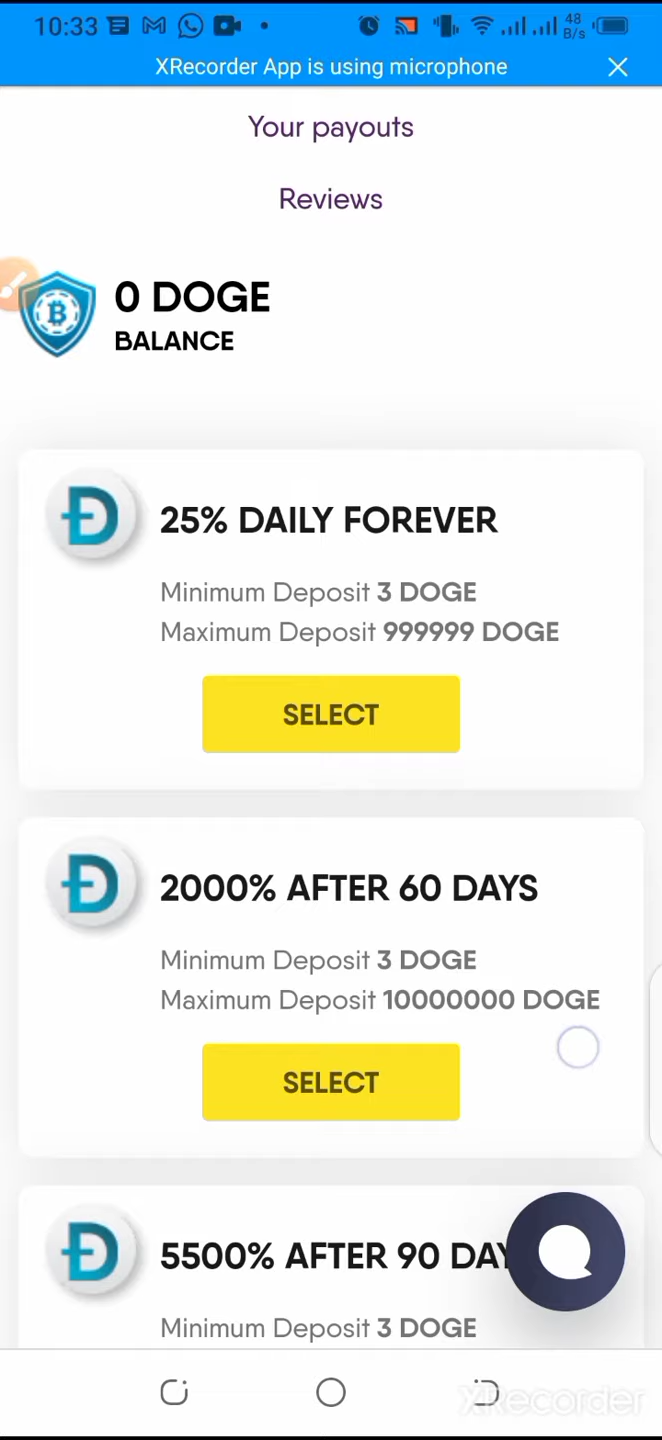 10:33
48
B/s
XRecorder App is using microphone
Your payouts
Reviews
0 DOGE
BALANCE
25% DAILY FOREVER
Minimum Deposit 3 DOGE
Maximum Deposit 999999 DOGE
SELECT
2000% AFTER 60 DAYS
Minimum Deposit 3 DOGE
Maximum Deposit 10000000 DOGE
SELECT
5500% AFTER 90 DAY
Minimum Deposit 3 DOGE
XRecorder